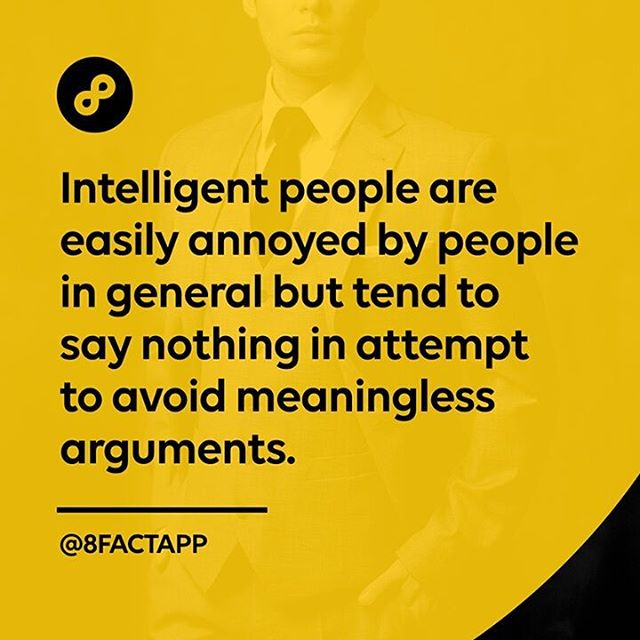 Intelligent people are
easily annoyed by people
in general but tend to
say nothing in attempt
to avoid meaningless
arguments.
@8FACTAPP